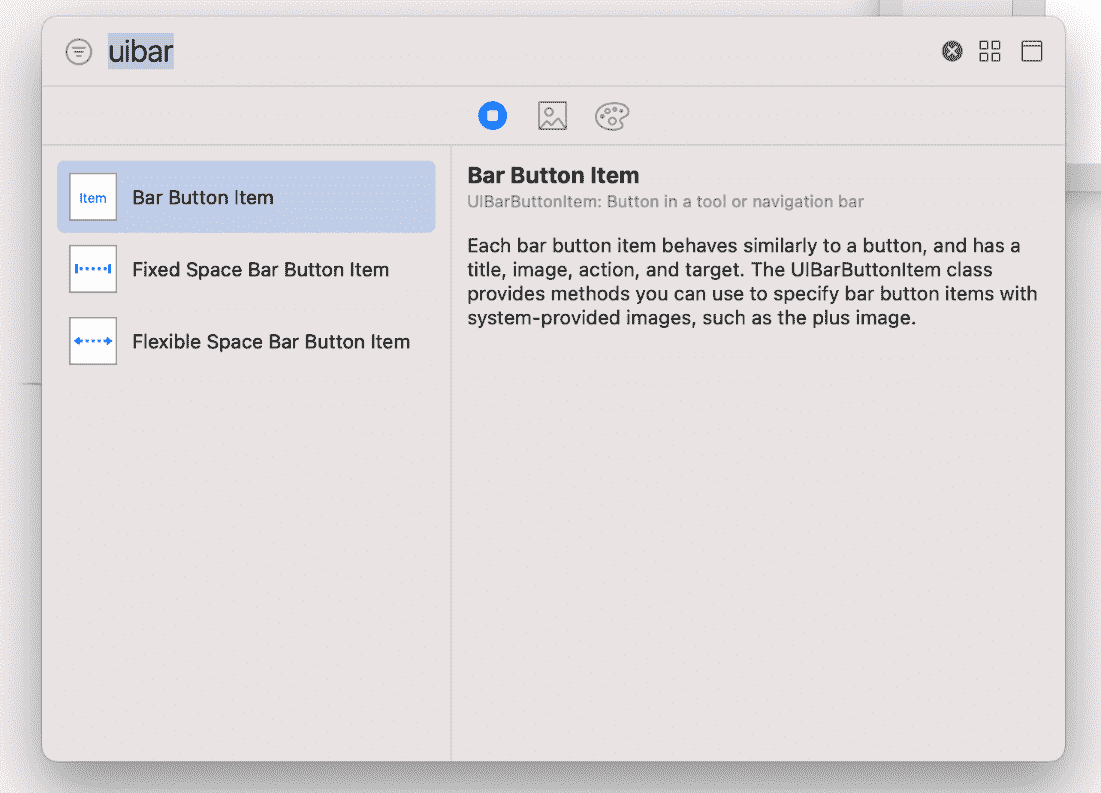 uibar
Item
Bar Button Item
Fixed Space Bar Button Item
Flexible Space Bar Button Item
Bar Button Item
UIBarButtonItem: Button in a tool or navigation bar
Each bar button item behaves similarly to a button, and has a
title, image, action, and target. The UIBarButtonItem class
provides methods you can use to specify bar button items with
system-provided images, such as the plus image.